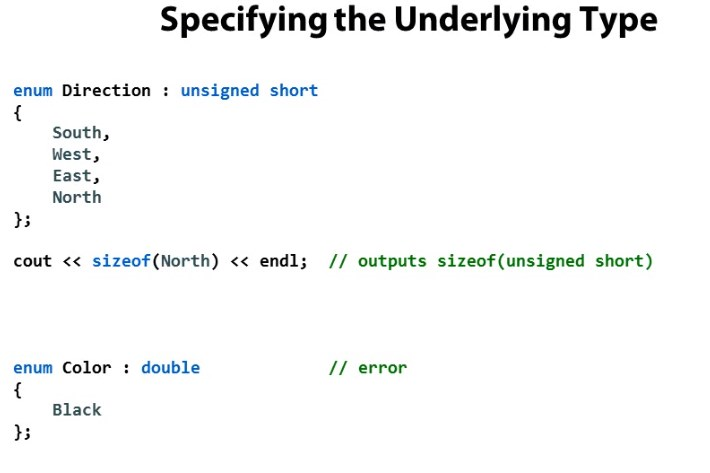 Specifying the Underlying Type
enum Direction : unsigned short
{
South,
West,
East,
North
};
cout << sizeof(North) << endl; // outputs sizeof(unsigned short)
enum Color : double // error
{
Black
};